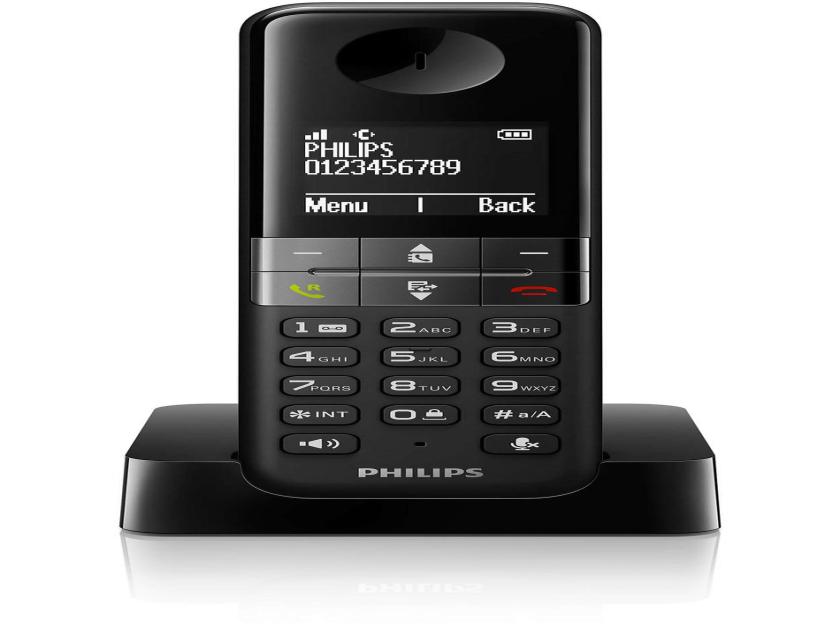 PHILIPS
0123456789
Menu Back
R
1 2ABC 3DEF
4GHI 5JKL 6MNO
7PQRS 8TUV 9WXYZ
*INT 0 #a/A
PHILIPS